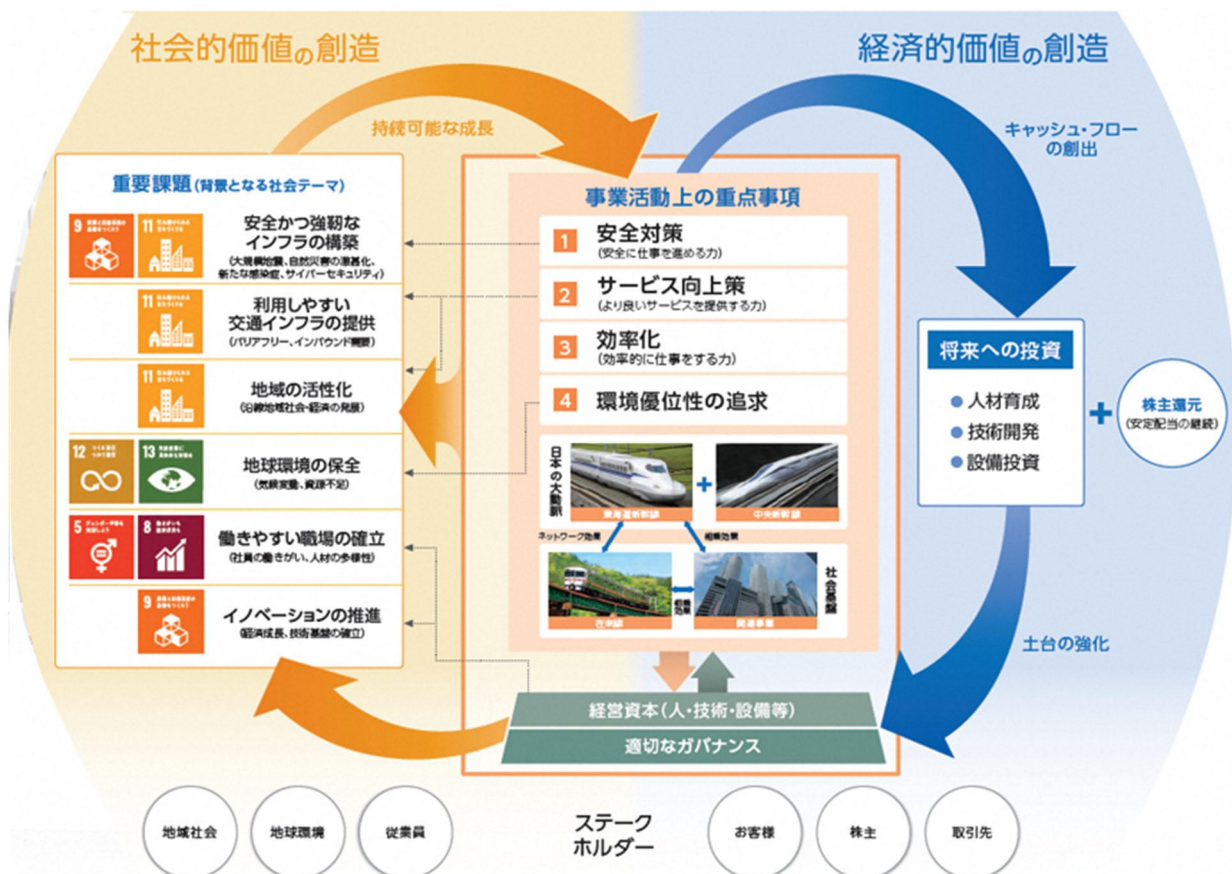 社会的価値の創造
経済的価値の創造
持続可能な成長
キャッシュ・フロー
の創出
重要課題(背景となる社会テーマ)
9
11
安全かつ強靭な
インフラの構築
(大規模地震、自然災害の激甚化、
新たな感染症、サイバーセキュリティ)
11
利用しやすい
交通インフラの提供
(バリアフリー、インバウンド需要)
11
地域の活性化
(沿線地域社会・経済の発展)
12
13
地球環境の保全
(気候変動、資源不足)
5
8
働きやすい職場の確立
(社員の働きがい、人材の多様性)
9
イノベーションの推進
(経済成長、技術基盤の確立)
事業活動上の重点事項
1 安全対策
(安全に仕事を進める力)
2 サービス向上策
(より良いサービスを提供する力)
3 効率化
(効率的に仕事をする力)
4 環境優位性の追求
日本の大動脈
東海道新幹線
+
中央新幹線
ネットワーク効果
相乗効果
在来線
相乗
効果
関連事業
社会基盤
経営資本(人・技術・設備等)
適切なガバナンス
将来への投資
● 人材育成
● 技術開発
● 設備投資
+
株主還元
(安定配当の継続)
土台の強化
地域社会
地球環境
従業員
ステーク
ホルダー
お客様
株主
取引先